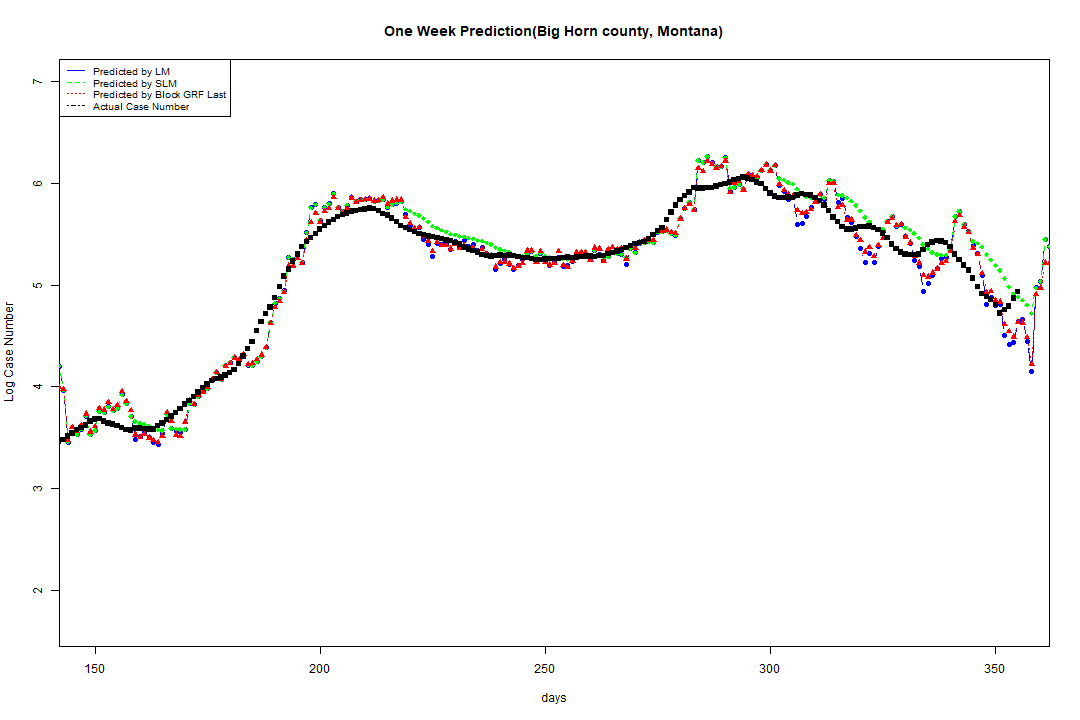 One Week Prediction(Big Horn county, Montana)
Predicted by LM
Predicted by SLM
Predicted by Block GRF Last
Actual Case Number
7
6
5
4
3
2
Log Case Number
150 200 250 300 350
days